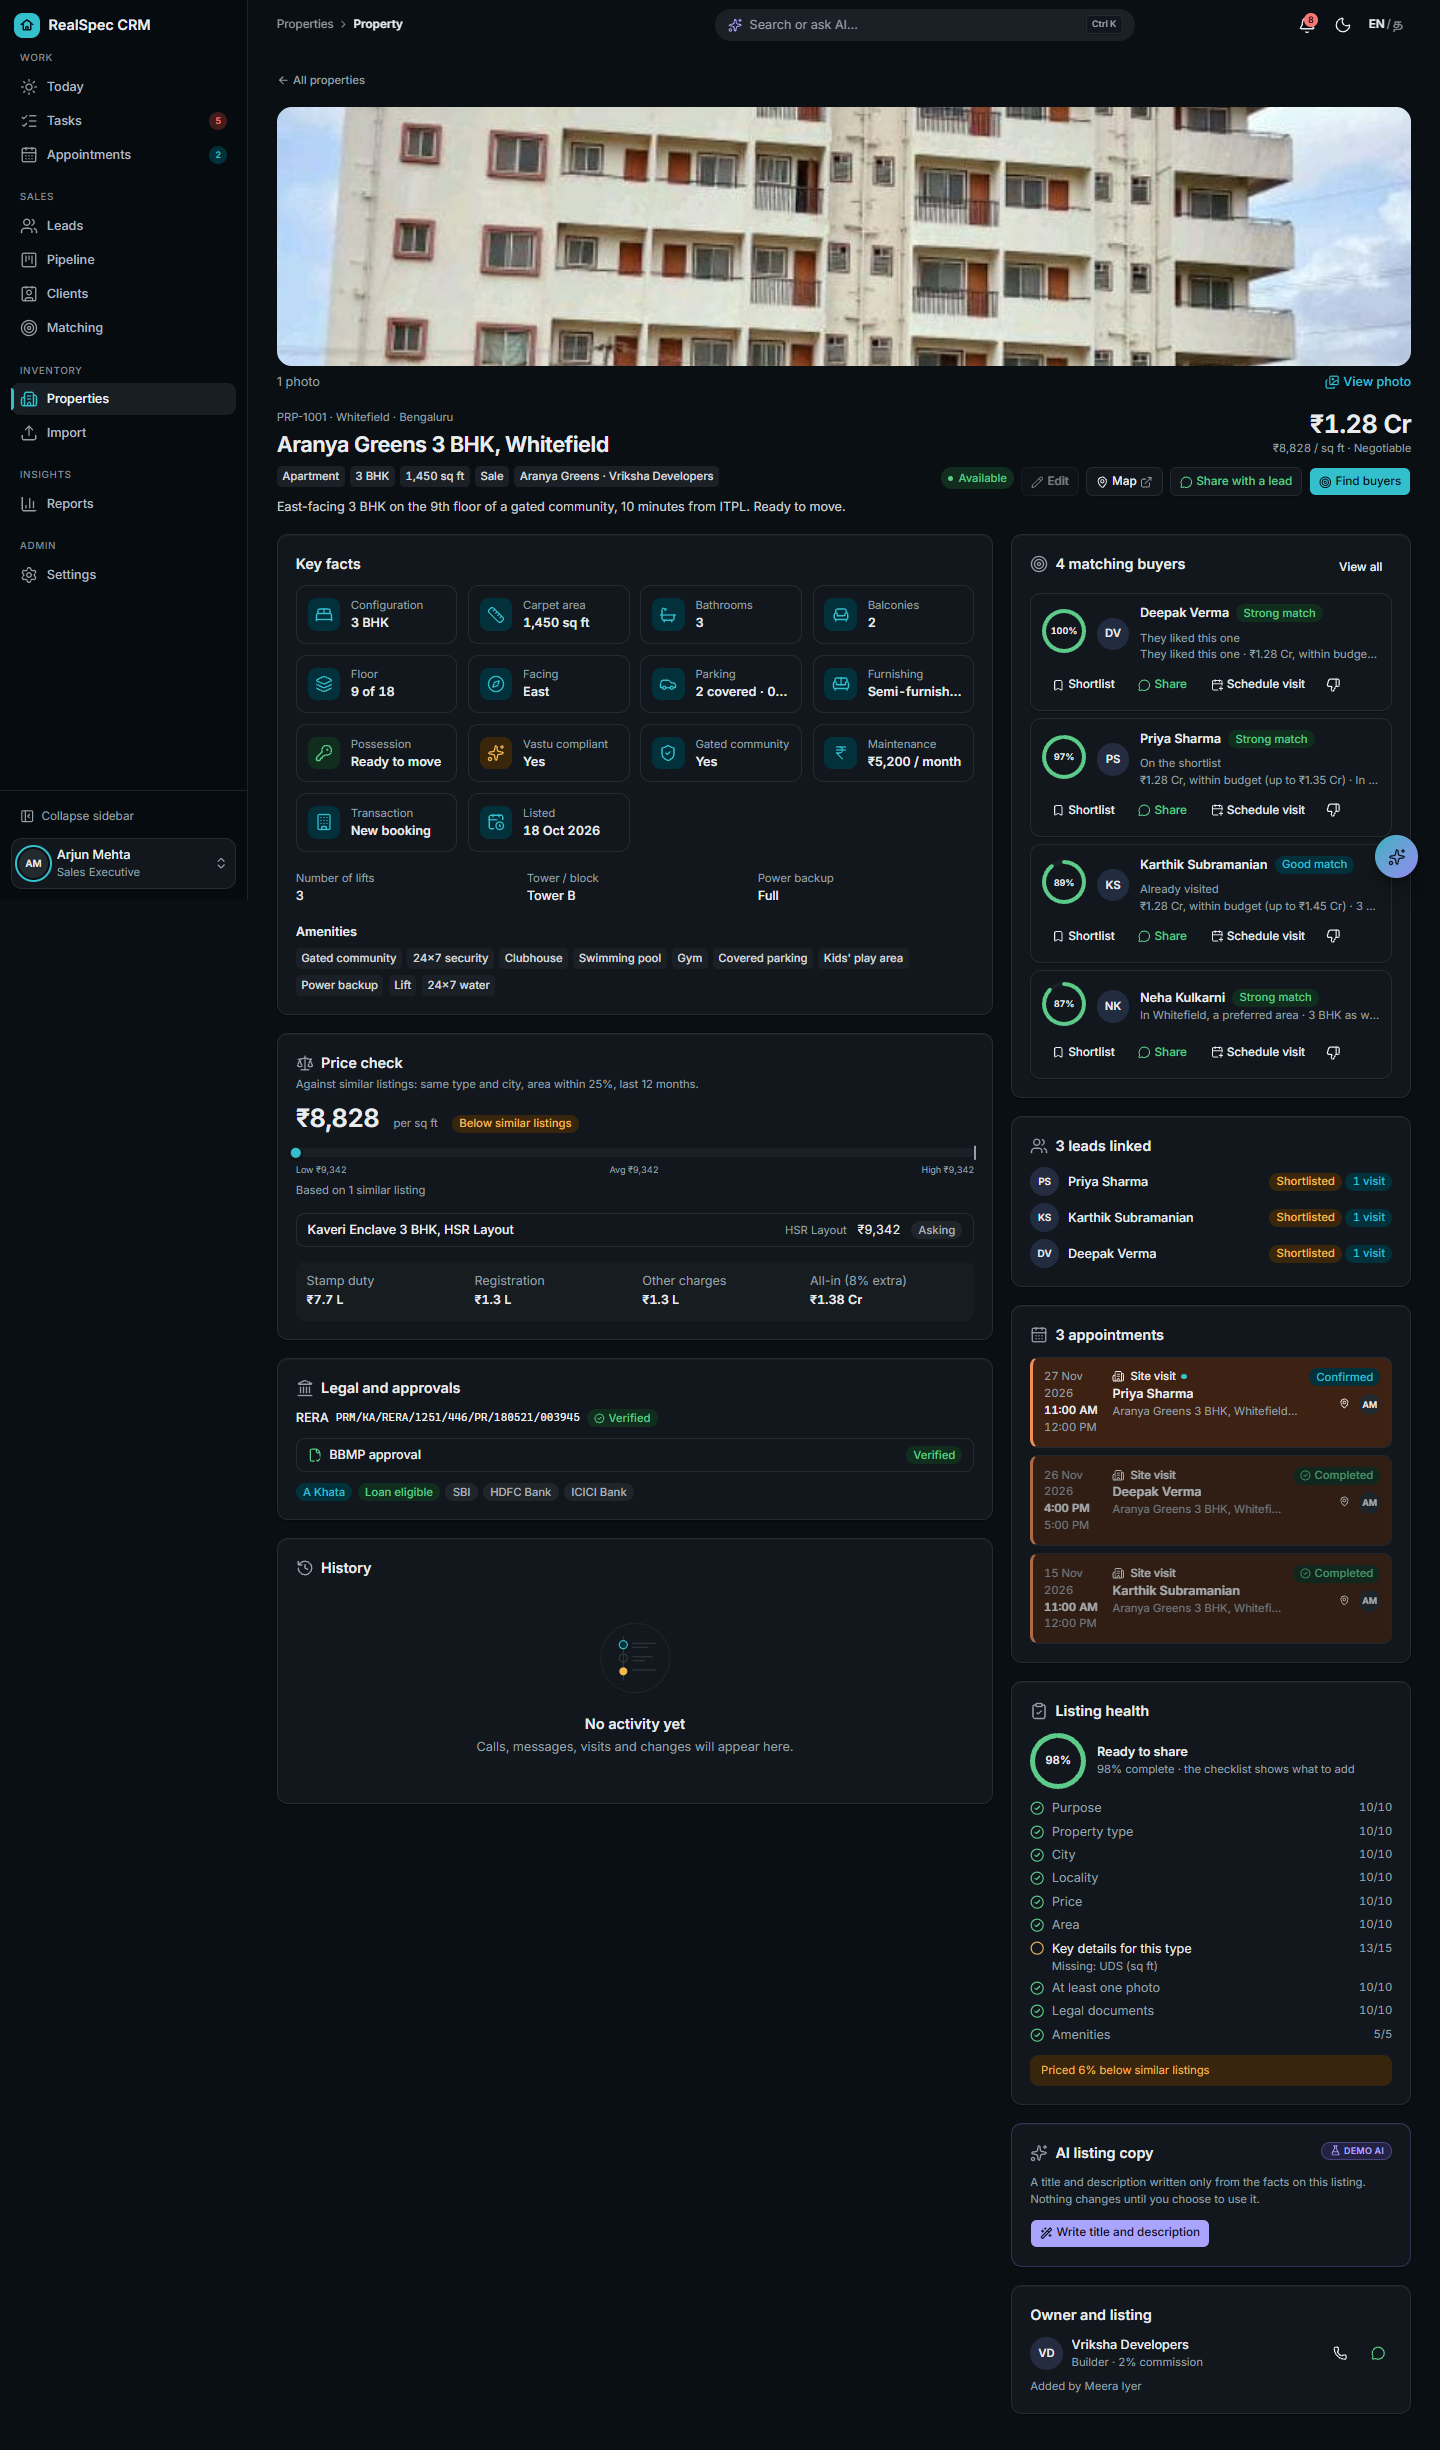 RealSpec CRM
Properties > Property
Search or ask AI...
Ctrl K
8
EN / த
WORK
Today
Tasks
5
Appointments
2
SALES
Leads
Pipeline
Clients
Matching
INVENTORY
Properties
Import
INSIGHTS
Reports
ADMIN
Settings
Collapse sidebar
AM
Arjun Mehta
Sales Executive
← All properties
1 photo
View photo
PRP-1001 · Whitefield · Bengaluru
Aranya Greens 3 BHK, Whitefield
₹1.28 Cr
₹8,828 / sq ft · Negotiable
Apartment
3 BHK
1,450 sq ft
Sale
Aranya Greens · Vriksha Developers
Available
Edit
Map
Share with a lead
Find buyers
East-facing 3 BHK on the 9th floor of a gated community, 10 minutes from ITPL. Ready to move.
Key facts
Configuration
3 BHK
Carpet area
1,450 sq ft
Bathrooms
3
Balconies
2
Floor
9 of 18
Facing
East
Parking
2 covered · 0...
Furnishing
Semi-furnish...
Possession
Ready to move
Vastu compliant
Yes
Gated community
Yes
Maintenance
₹5,200 / month
Transaction
New booking
Listed
18 Oct 2026
Number of lifts
3
Tower / block
Tower B
Power backup
Full
Amenities
Gated community
24×7 security
Clubhouse
Swimming pool
Gym
Covered parking
Kids' play area
Power backup
Lift
24×7 water
Price check
Against similar listings: same type and city, area within 25%, last 12 months.
₹8,828 per sq ft
Below similar listings
Low ₹9,342
Avg ₹9,342
High ₹9,342
Based on 1 similar listing
Kaveri Enclave 3 BHK, HSR Layout
HSR Layout
₹9,342
Asking
Stamp duty
₹7.7 L
Registration
₹1.3 L
Other charges
₹1.3 L
All-in (8% extra)
₹1.38 Cr
Legal and approvals
RERA PRM/KA/RERA/1251/446/PR/180521/003945
Verified
BBMP approval
Verified
A Khata
Loan eligible
SBI
HDFC Bank
ICICI Bank
History
No activity yet
Calls, messages, visits and changes will appear here.
4 matching buyers
View all
100%
DV
Deepak Verma
Strong match
They liked this one
They liked this one · ₹1.28 Cr, within budge...
Shortlist
Share
Schedule visit
97%
PS
Priya Sharma
Strong match
On the shortlist
₹1.28 Cr, within budget (up to ₹1.35 Cr) · In ...
Shortlist
Share
Schedule visit
89%
KS
Karthik Subramanian
Good match
Already visited
₹1.28 Cr, within budget (up to ₹1.45 Cr) · 3 ...
Shortlist
Share
Schedule visit
87%
NK
Neha Kulkarni
Strong match
In Whitefield, a preferred area · 3 BHK as w...
Shortlist
Share
Schedule visit
3 leads linked
PS
Priya Sharma
Shortlisted
1 visit
KS
Karthik Subramanian
Shortlisted
1 visit
DV
Deepak Verma
Shortlisted
1 visit
3 appointments
27 Nov
2026
11:00 AM
12:00 PM
Site visit
Priya Sharma
Aranya Greens 3 BHK, Whitefield...
Confirmed
AM
26 Nov
2026
4:00 PM
5:00 PM
Site visit
Deepak Verma
Aranya Greens 3 BHK, Whitefi...
Completed
AM
15 Nov
2026
11:00 AM
12:00 PM
Site visit
Karthik Subramanian
Aranya Greens 3 BHK, Whitefi...
Completed
AM
Listing health
98%
Ready to share
98% complete · the checklist shows what to add
Purpose 10/10
Property type 10/10
City 10/10
Locality 10/10
Price 10/10
Area 10/10
Key details for this type 13/15
Missing: UDS (sq ft)
At least one photo 10/10
Legal documents 10/10
Amenities 5/5
Priced 6% below similar listings
AI listing copy
DEMO AI
A title and description written only from the facts on this listing.
Nothing changes until you choose to use it.
Write title and description
Owner and listing
VD
Vriksha Developers
Builder · 2% commission
Added by Meera Iyer